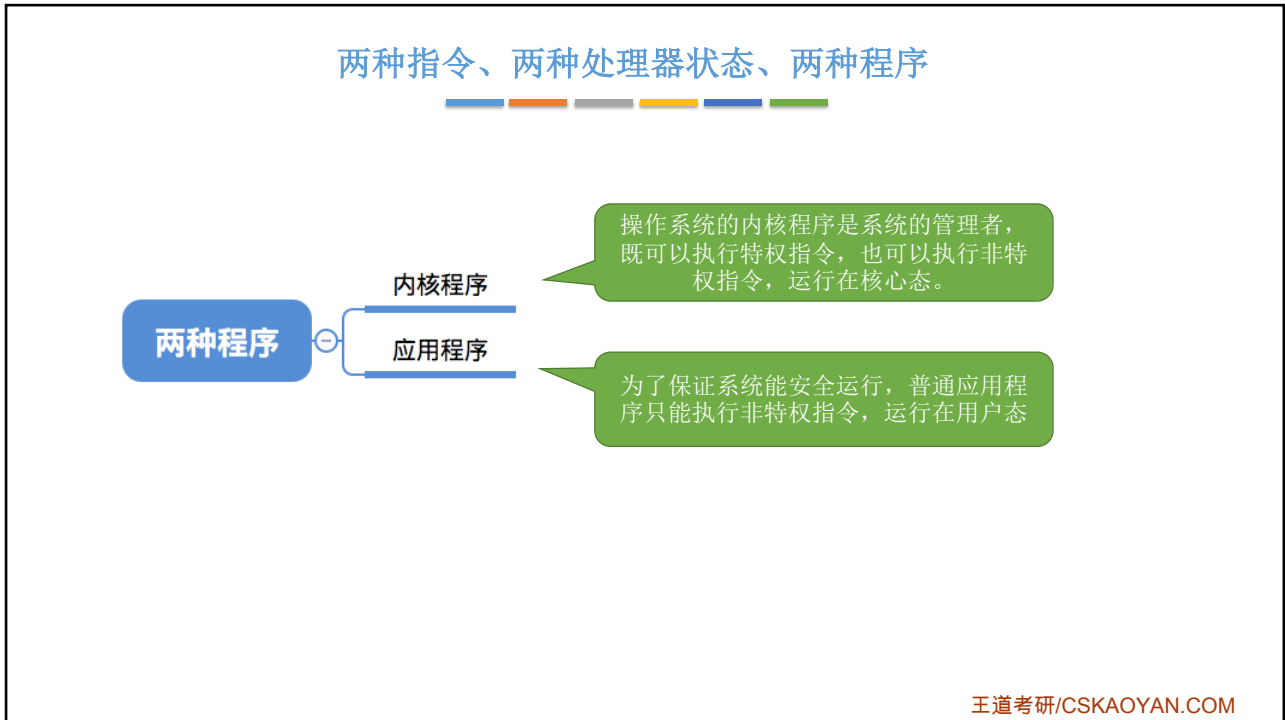 两种指令、两种处理器状态、两种程序
操作系统的内核程序是系统的管理者，
既可以执行特权指令，也可以执行非特
权指令，运行在核心态。
内核程序
两种程序
应用程序
为了保证系统能安全运行，普通应用程
序只能执行非特权指令，运行在用户态
王道考研/CSKAOYAN.COM